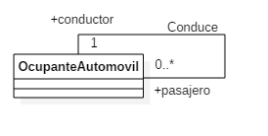 +conductor
Conduce
1
OcupanteAutomovil
0..*
+pasajero